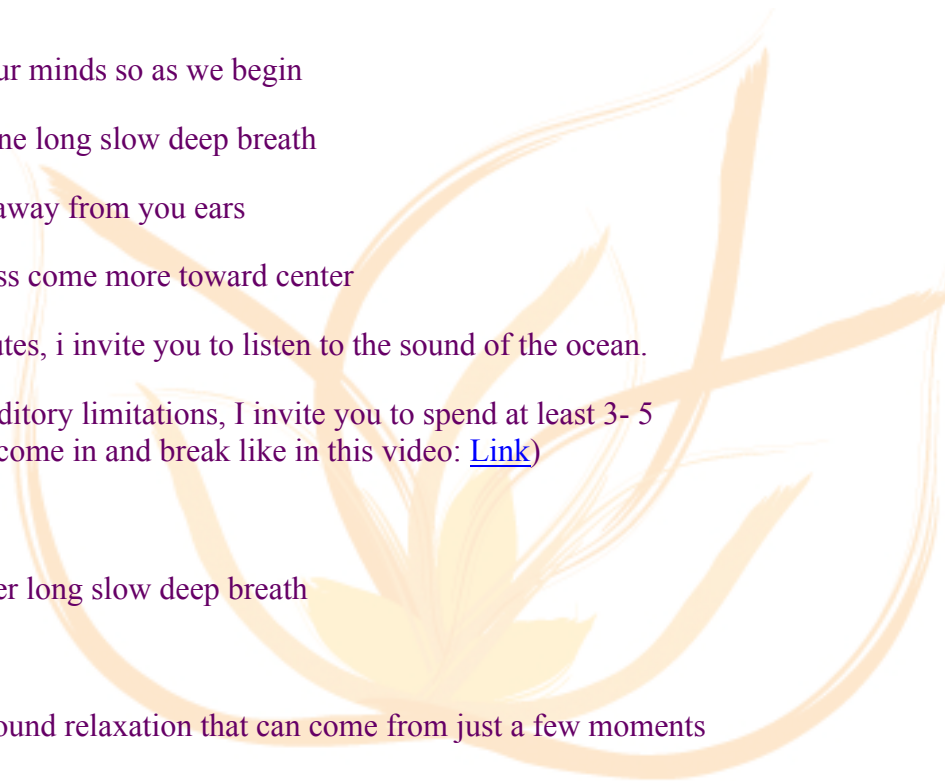 ur minds so as we begin
ne long slow deep breath
away from you ears
ss come more toward center
utes, i invite you to listen to the sound of the ocean.
ditory limitations, I invite you to spend at least 3- 5
come in and break like in this video: Link)
er long slow deep breath
ound relaxation that can come from just a few moments